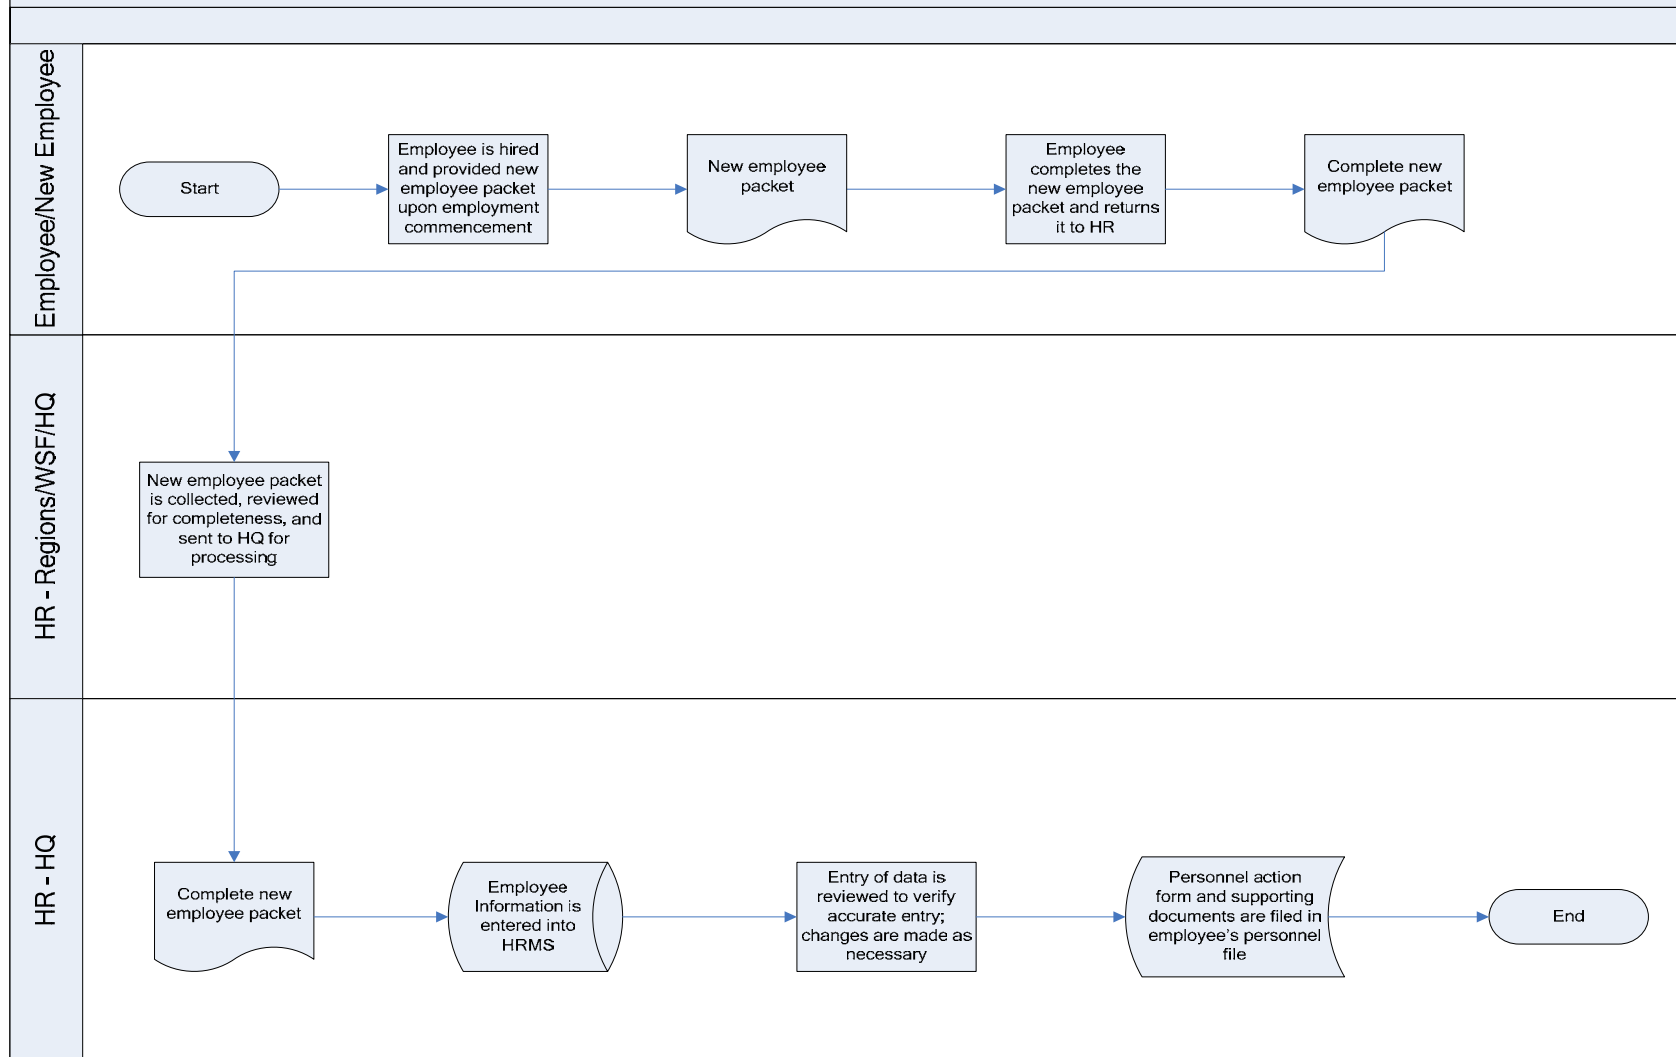 Employee/New Employee
Start
Employee is hired
and provided new
employee packet
upon employment
commencement
New employee
packet
Employee
completes the
new employee
packet and returns
it to HR
Complete new
employee packet
HR - Regions/WSF/HQ
New employee packet
is collected, reviewed
for completeness, and
sent to HQ for
processing
HR - HQ
Complete new
employee packet
Employee
Information is
entered into
HRMS
Entry of data is
reviewed to verify
accurate entry;
changes are made as
necessary
Personnel action
form and supporting
documents are filed in
employee's personnel
file
End